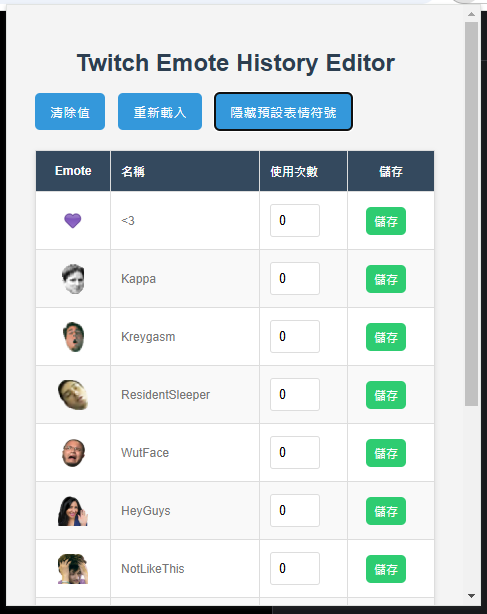 Twitch Emote History Editor
清除值 重新載入 隱藏預設表情符號
Emote 名稱 使用次數 儲存
<3 0 儲存
Kappa 0 儲存
Kreygasm 0 儲存
ResidentSleeper 0 儲存
WutFace 0 儲存
HeyGuys 0 儲存
NotLikeThis 0 儲存